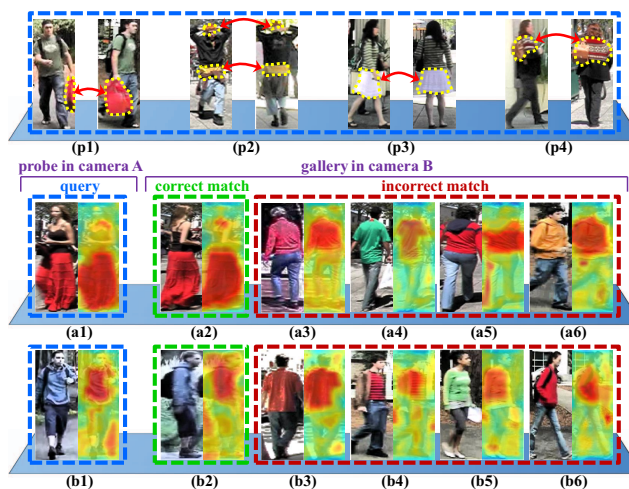 (p1) (p2) (p3) (p4)
probe in camera A gallery in camera B
query correct match incorrect match
(a1) (a2) (a3) (a4) (a5) (a6)
(b1) (b2) (b3) (b4) (b5) (b6)